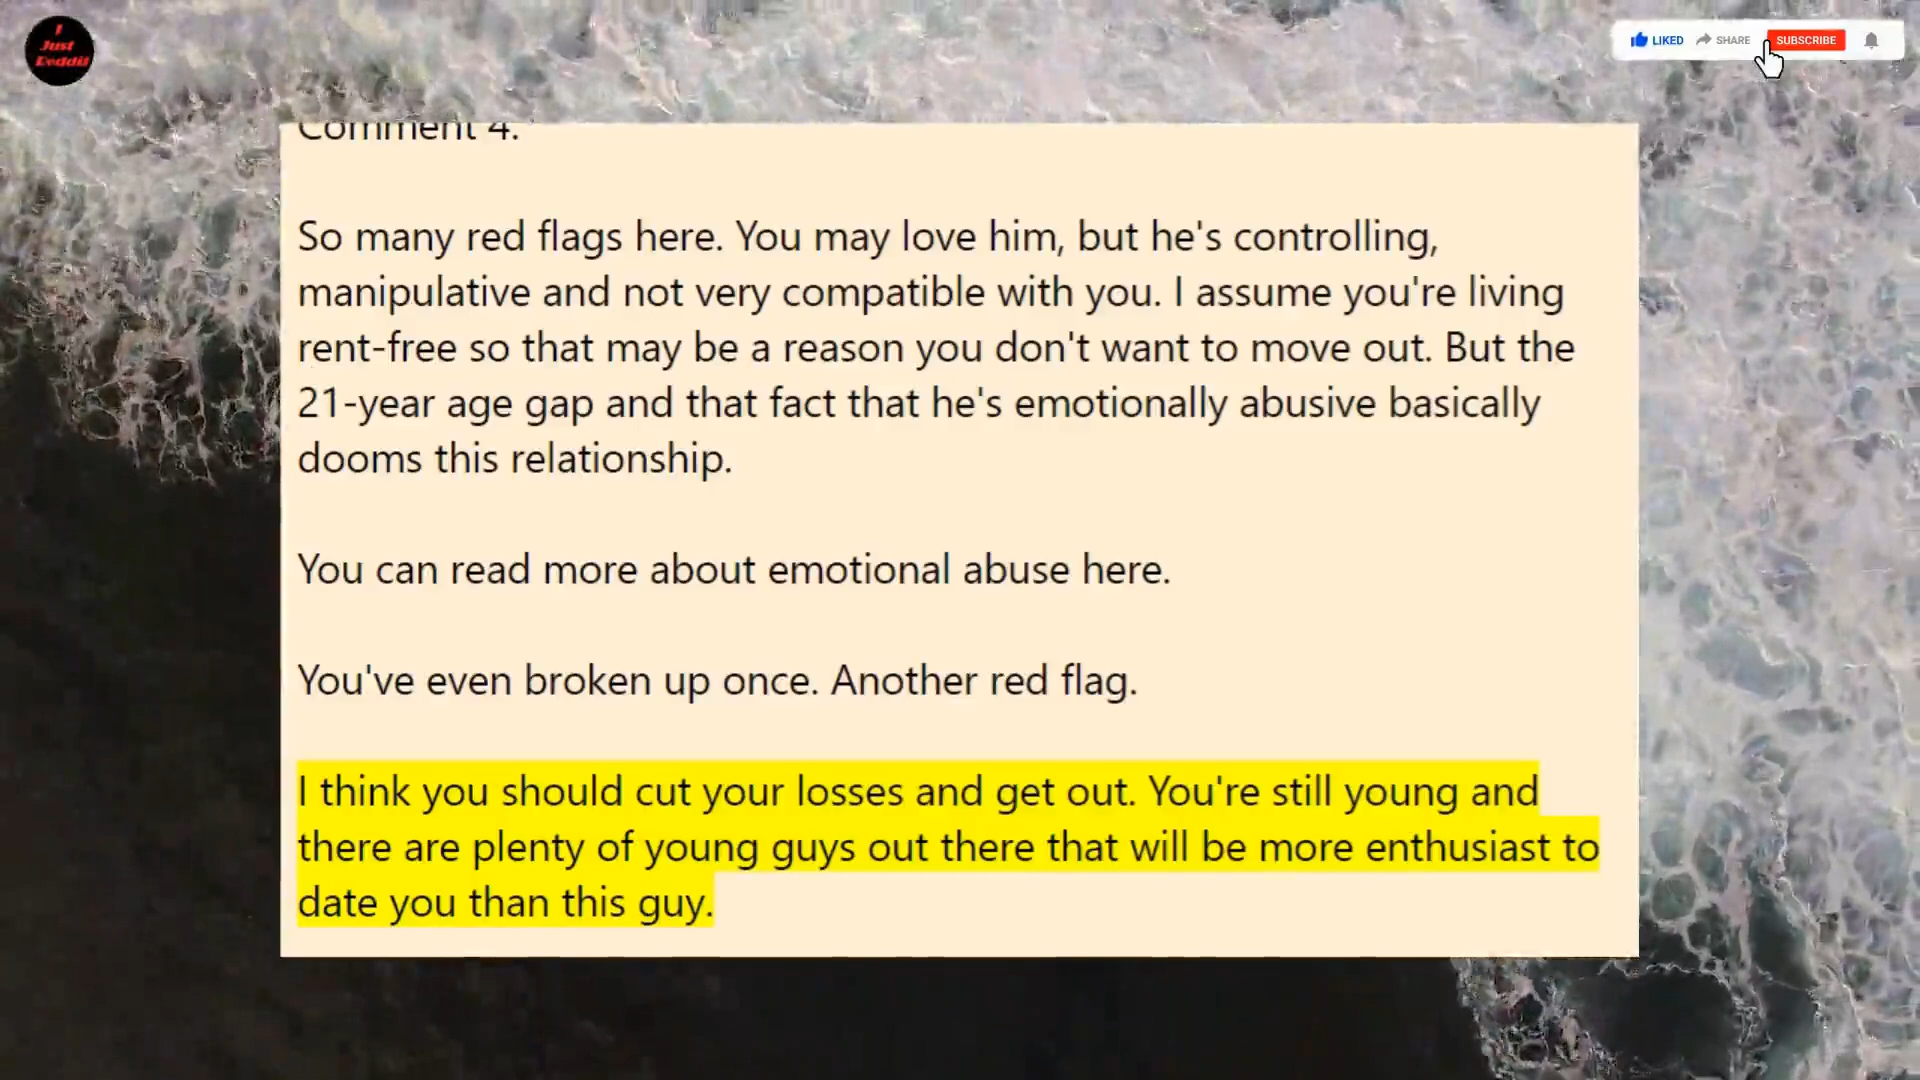 I
Just
Reddit
LIKED
SHARE
SUBSCRIBE
Comment 4.
So many red flags here. You may love him, but he's controlling,
manipulative and not very compatible with you. I assume you're living
rent-free so that may be a reason you don't want to move out. But the
21-year age gap and that fact that he's emotionally abusive basically
dooms this relationship.
You can read more about emotional abuse here.
You've even broken up once. Another red flag.
I think you should cut your losses and get out. You're still young and
there are plenty of young guys out there that will be more enthusiast to
date you than this guy.